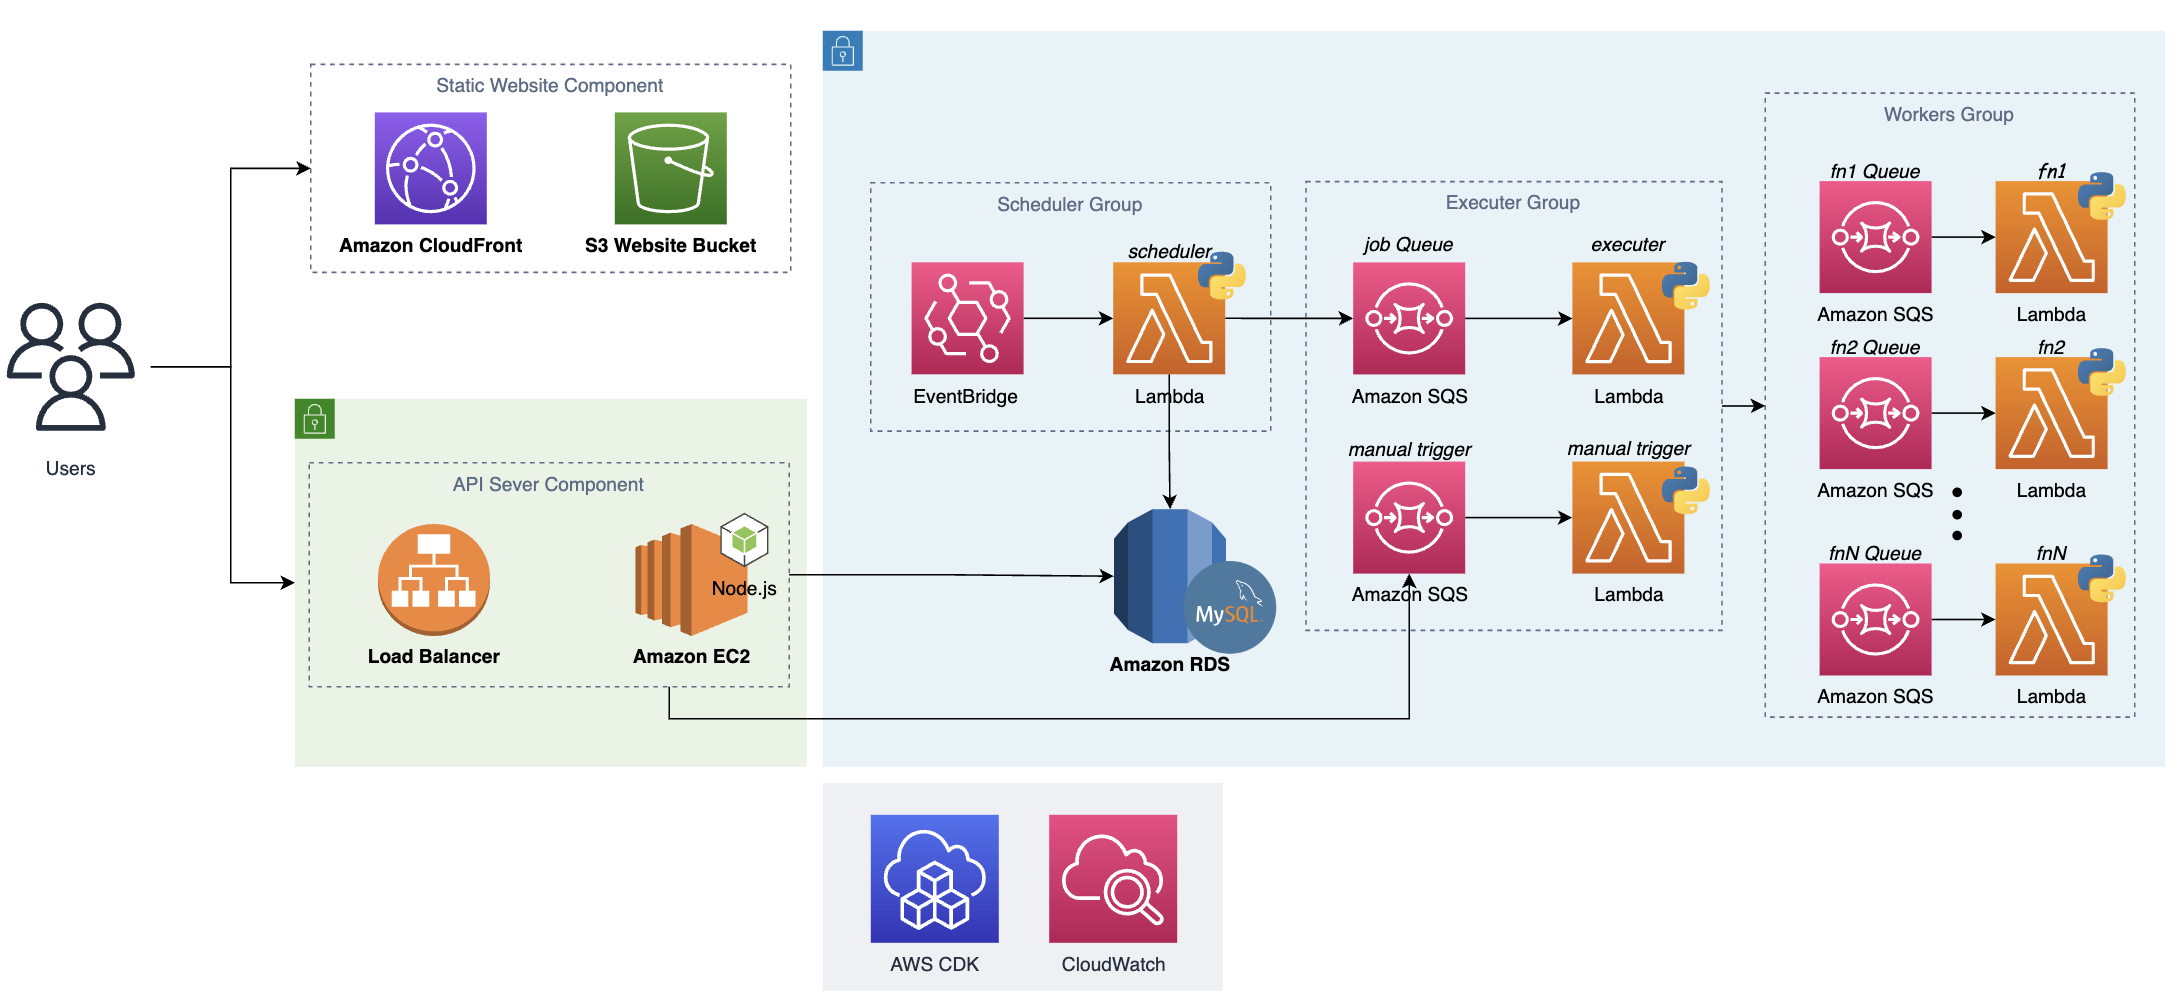 Static Website Component
Amazon CloudFront
S3 Website Bucket
Users
API Sever Component
Node.js
Load Balancer
Amazon EC2
Scheduler Group
scheduler
EventBridge
Lambda
MySQL
Amazon RDS
Executer Group
job Queue
executer
Amazon SQS
Lambda
manual trigger
manual trigger
Amazon SQS
Lambda
Workers Group
fn1 Queue
fn1
Amazon SQS
Lambda
fn2 Queue
fn2
Amazon SQS
Lambda
fnN Queue
fnN
Amazon SQS
Lambda
AWS CDK
CloudWatch